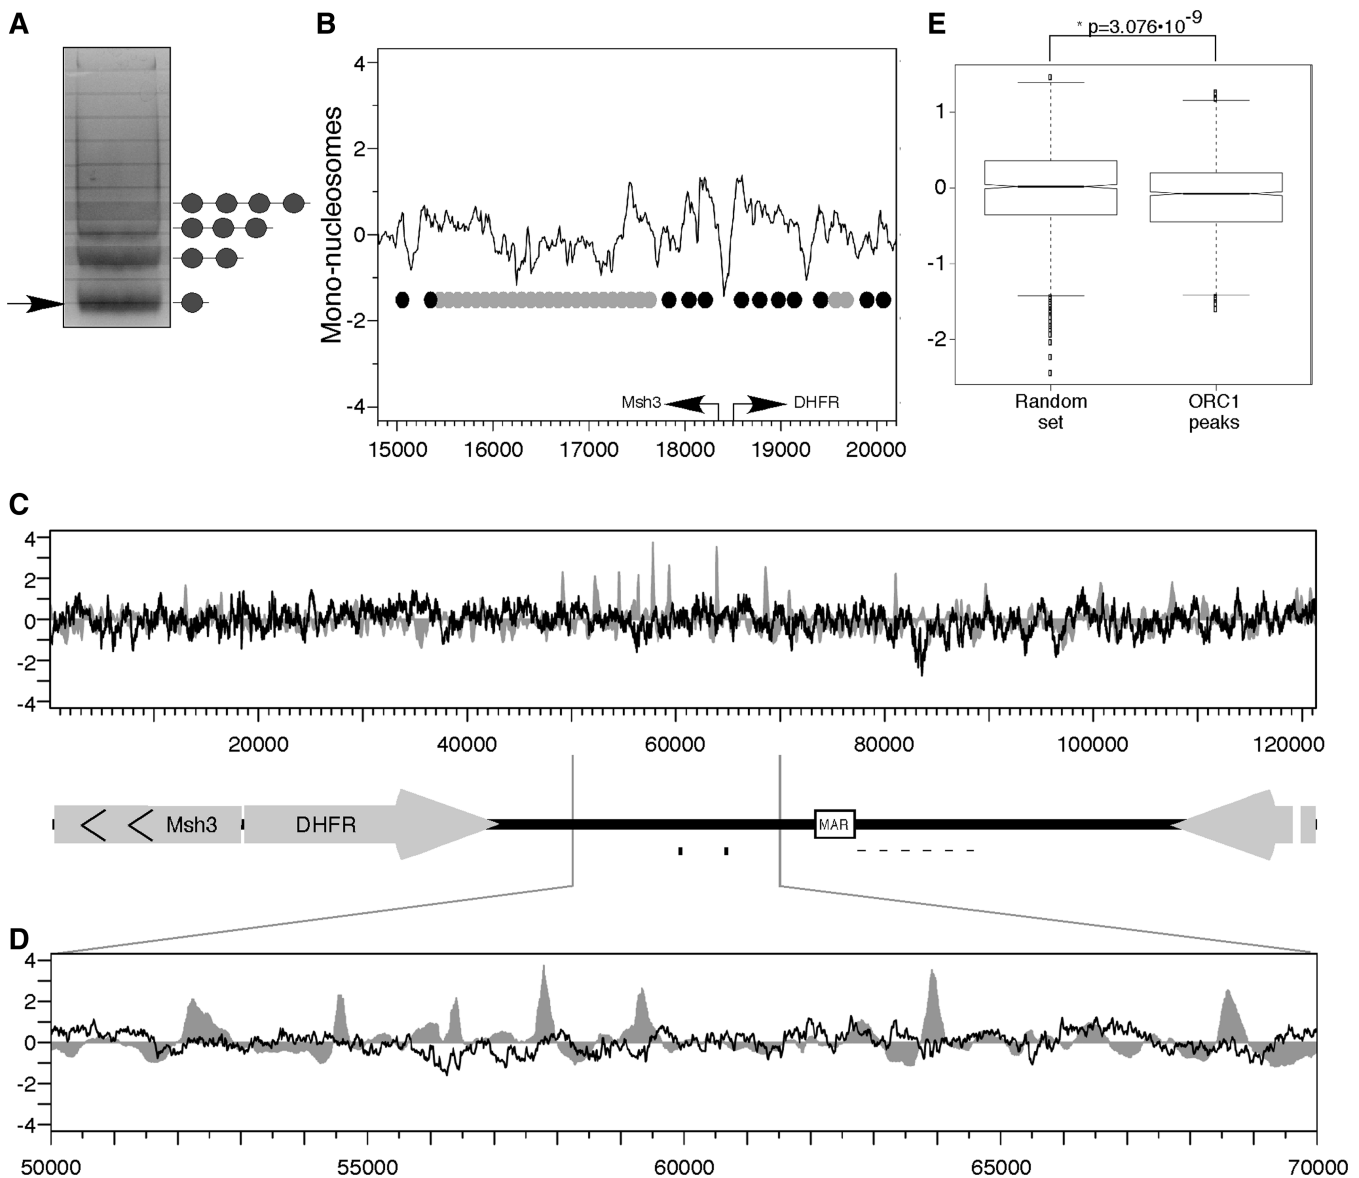 A
B
Mono-nucleosomes
4
2
0
-2
-4
Msh3
DHFR
15000 16000 17000 18000 19000 20000
E
* p=3.076•10-9
1
0
-1
-2
Random set
ORC1 peaks
C
4
2
0
-2
-4
20000 40000 60000 80000 100000 120000
Msh3
DHFR
MAR
D
4
2
0
-2
-4
50000 55000 60000 65000 70000